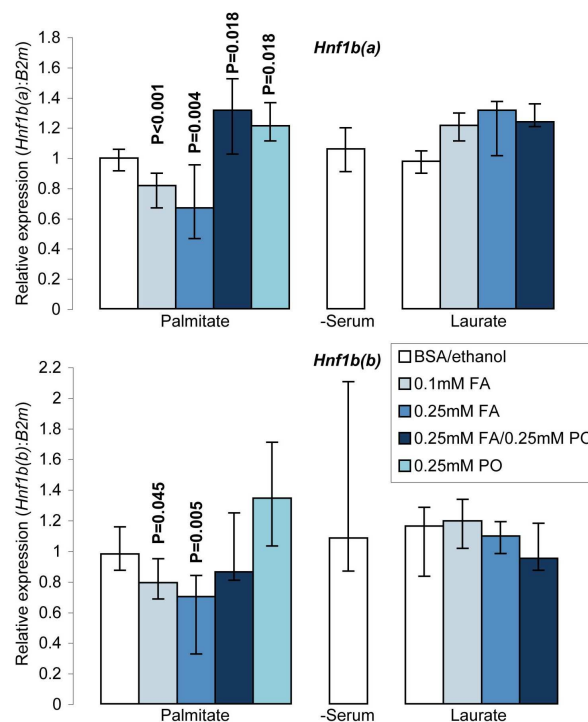 Hnf1b(a)
Relative expression (Hnf1b(a):B2m)
1.8
1.6
1.4
1.2
1
0.8
0.6
0.4
0.2
0
P<0.001
P=0.004
P=0.018
P=0.018
Palmitate
-Serum
Laurate
Hnf1b(b)
Relative expression (Hnf1b(b):B2m)
2.2
2
1.8
1.6
1.4
1.2
1
0.8
0.6
0.4
0.2
0
P=0.045
P=0.005
BSA/ethanol
0.1mM FA
0.25mM FA
0.25mM FA/0.25mM PO
0.25mM PO
Palmitate
-Serum
Laurate